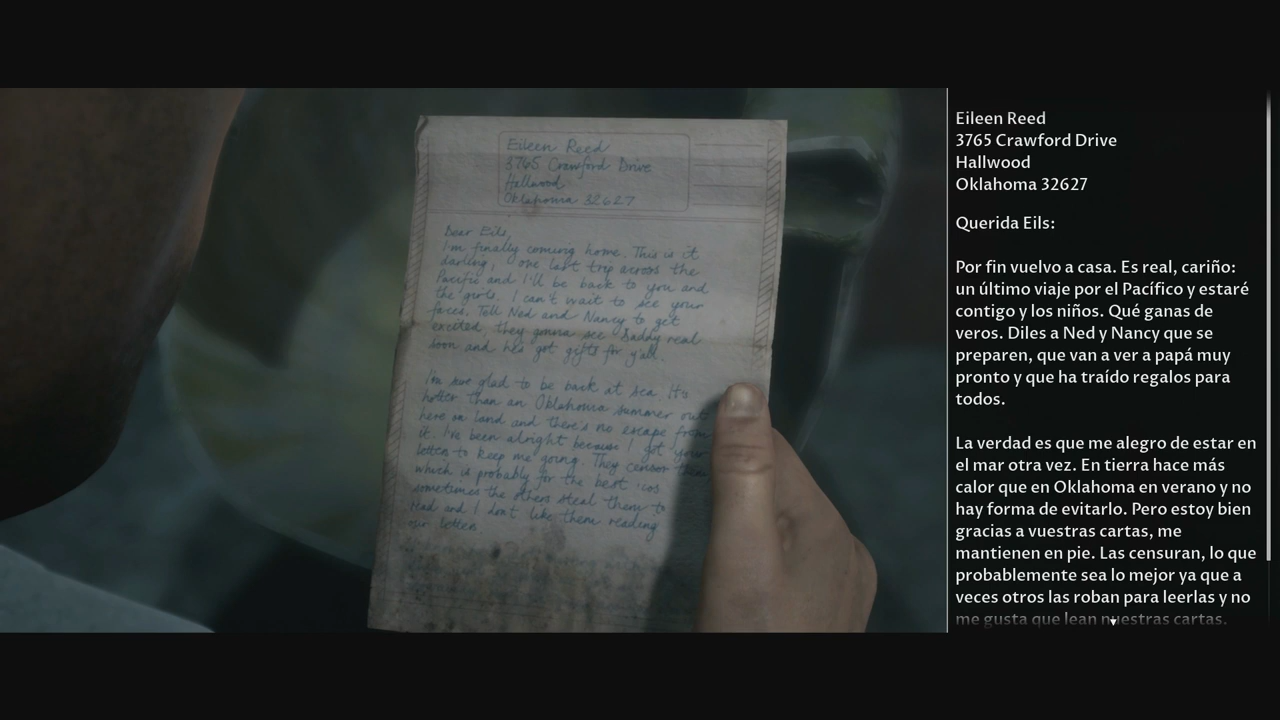 Eileen Reed
3765 Crawford Drive
Hallwood
Oklahoma 32627
Dear Eils,
I'm finally coming home. This is it
darling, one last trip across the
Pacific and I'll be back to you and
the girls. I can't wait to see your
faces. Tell Ned and Nancy to get
excited they gonna see Daddy real
soon and he's got gifts for y'all.
I'm sure glad to be back at sea. It's
hotter than an Oklahoma summer out
here on land and there's no escape from
it. I've been alright because I got your
letters to keep me going. They censor them
which is probably for the best 'cos
sometimes the others steal them to
read and I don't like them reading
our letters.
Eileen Reed
3765 Crawford Drive
Hallwood
Oklahoma 32627
Querida Eils:
Por fin vuelvo a casa. Es real, cariño:
un último viaje por el Pacífico y estaré
contigo y los niños. Qué ganas de
veros. Diles a Ned y Nancy que se
preparen, que van a ver a papá muy
pronto y que ha traído regalos para
todos.
La verdad es que me alegro de estar en
el mar otra vez. En tierra hace más
calor que en Oklahoma en verano y no
hay forma de evitarlo. Pero estoy bien
gracias a vuestras cartas, me
mantienen en pie. Las censuran, lo que
probablemente sea lo mejor ya que a
veces otros las roban para leerlas y no
me gusta que lean nuestras cartas.